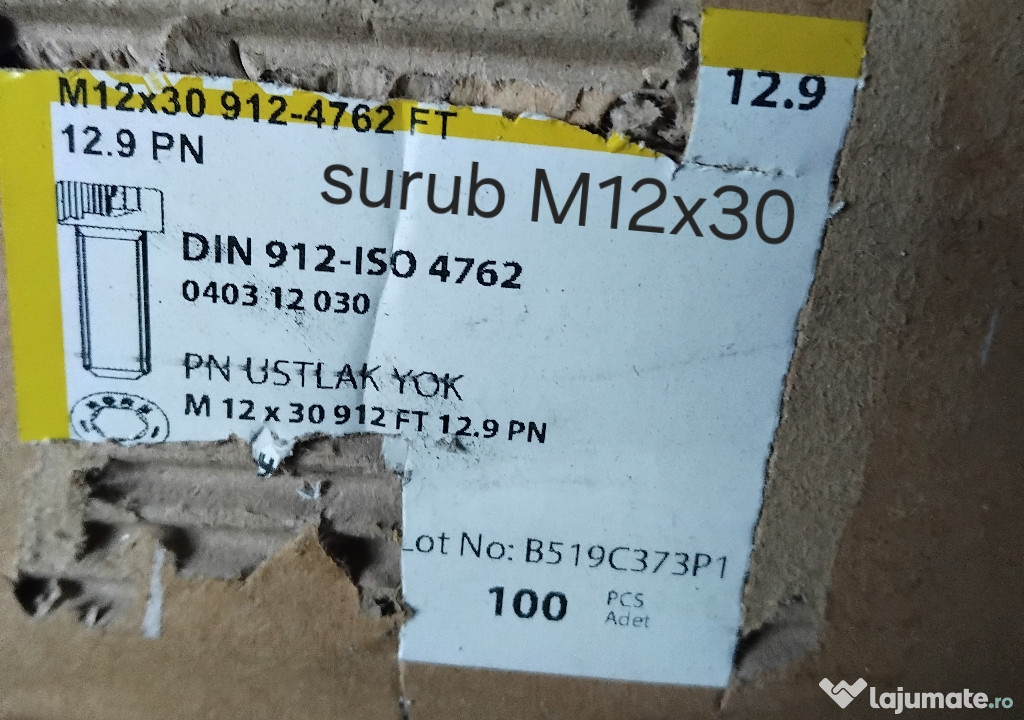 12.9
M12x30 912-4762 FT
12.9 PN
surub M12x30
DIN 912-ISO 4762
0403 12 030
PN USTLAK YOK
M 12 x 30 912 FT 12.9 PN
Lot No: B519C373P1
100 PCS
Adet
lajumate.ro